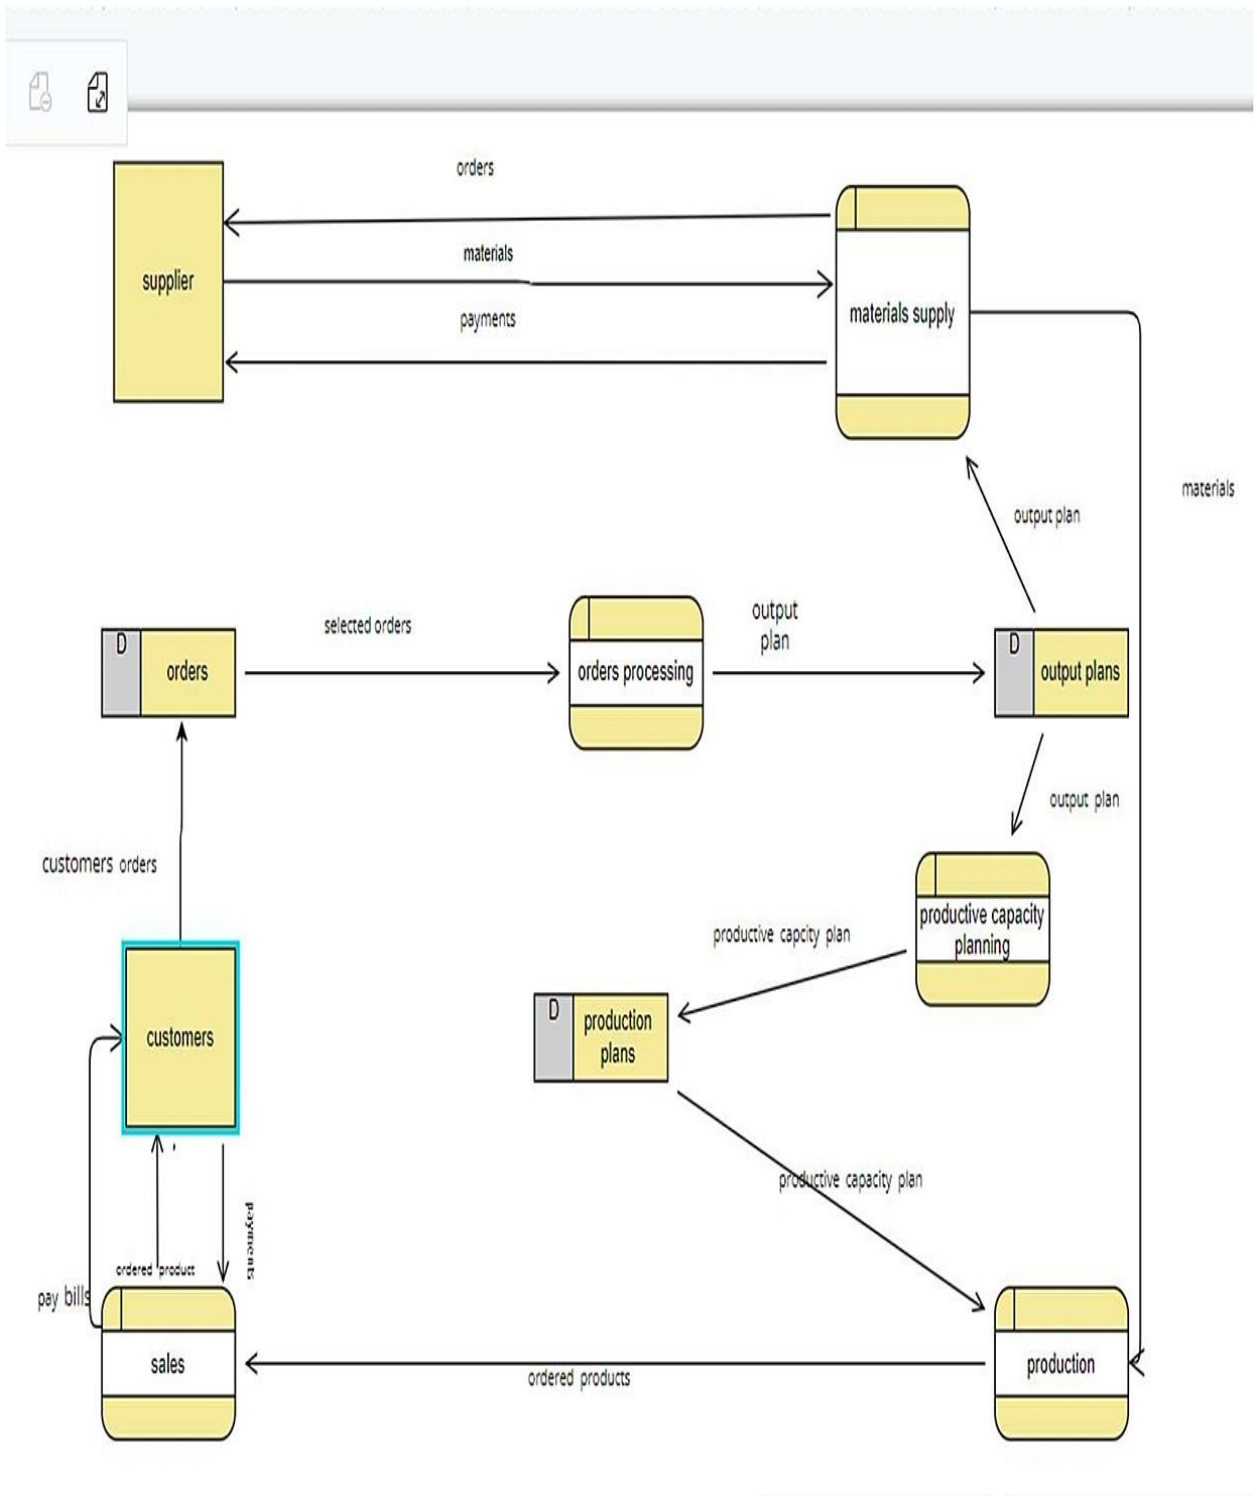 orders
materials
payments
supplier
materials supply
materials
output plan
selected orders
output
plan
D
orders
orders processing
D
output plans
output plan
customers orders
productive capacity
planning
productive capcity plan
D
production
plans
customers
productive capacity plan
payments
ordered product
pay bills
sales
ordered products
production